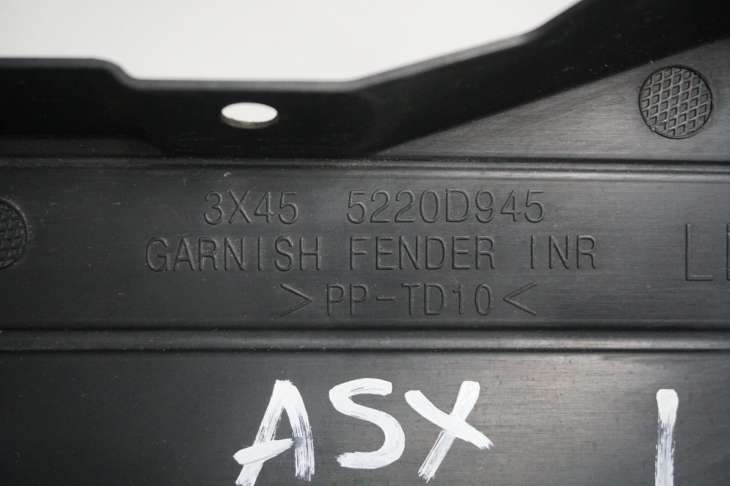 3X45 5220D945
GARNISH FENDER INR
>PP-TD10<
ASX